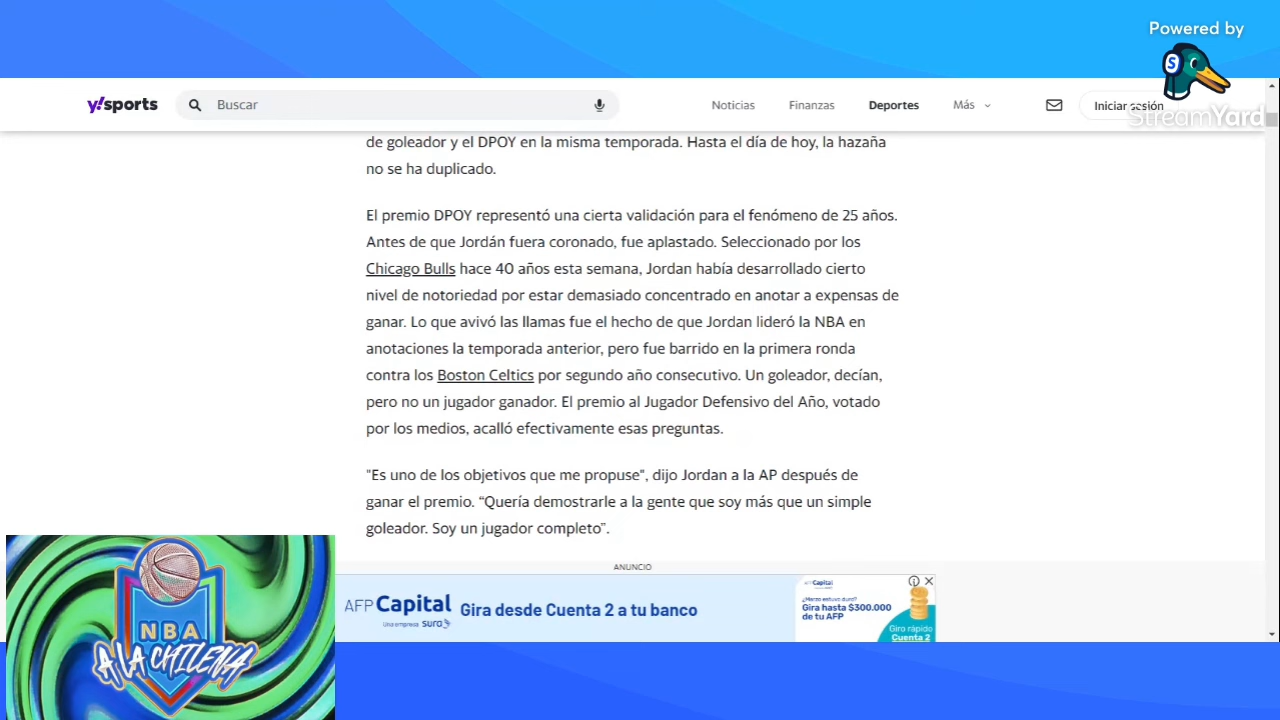 Powered by
S
StreamYard
y!sports
Buscar
Noticias
Finanzas
Deportes
Más
Iniciar sesión
de goleador y el DPOY en la misma temporada. Hasta el día de hoy, la hazaña
no se ha duplicado.
El premio DPOY representó una cierta validación para el fenómeno de 25 años.
Antes de que Jordán fuera coronado, fue aplastado. Seleccionado por los
Chicago Bulls hace 40 años esta semana, Jordan había desarrollado cierto
nivel de notoriedad por estar demasiado concentrado en anotar a expensas de
ganar. Lo que avivó las llamas fue el hecho de que Jordan lideró la NBA en
anotaciones la temporada anterior, pero fue barrido en la primera ronda
contra los Boston Celtics por segundo año consecutivo. Un goleador, decían,
pero no un jugador ganador. El premio al Jugador Defensivo del Año, votado
por los medios, acalló efectivamente esas preguntas.
"Es uno de los objetivos que me propuse", dijo Jordan a la AP después de
ganar el premio. “Quería demostrarle a la gente que soy más que un simple
goleador. Soy un jugador completo”.
ANUNCIO
AFP Capital
Una empresa sura
Gira desde Cuenta 2 a tu banco
AFP Capital
¿Marzo estuvo duro?
Gira hasta $300.000
de tu AFP
Giro rápido
Cuenta 2
NBA
A LA CHILENA